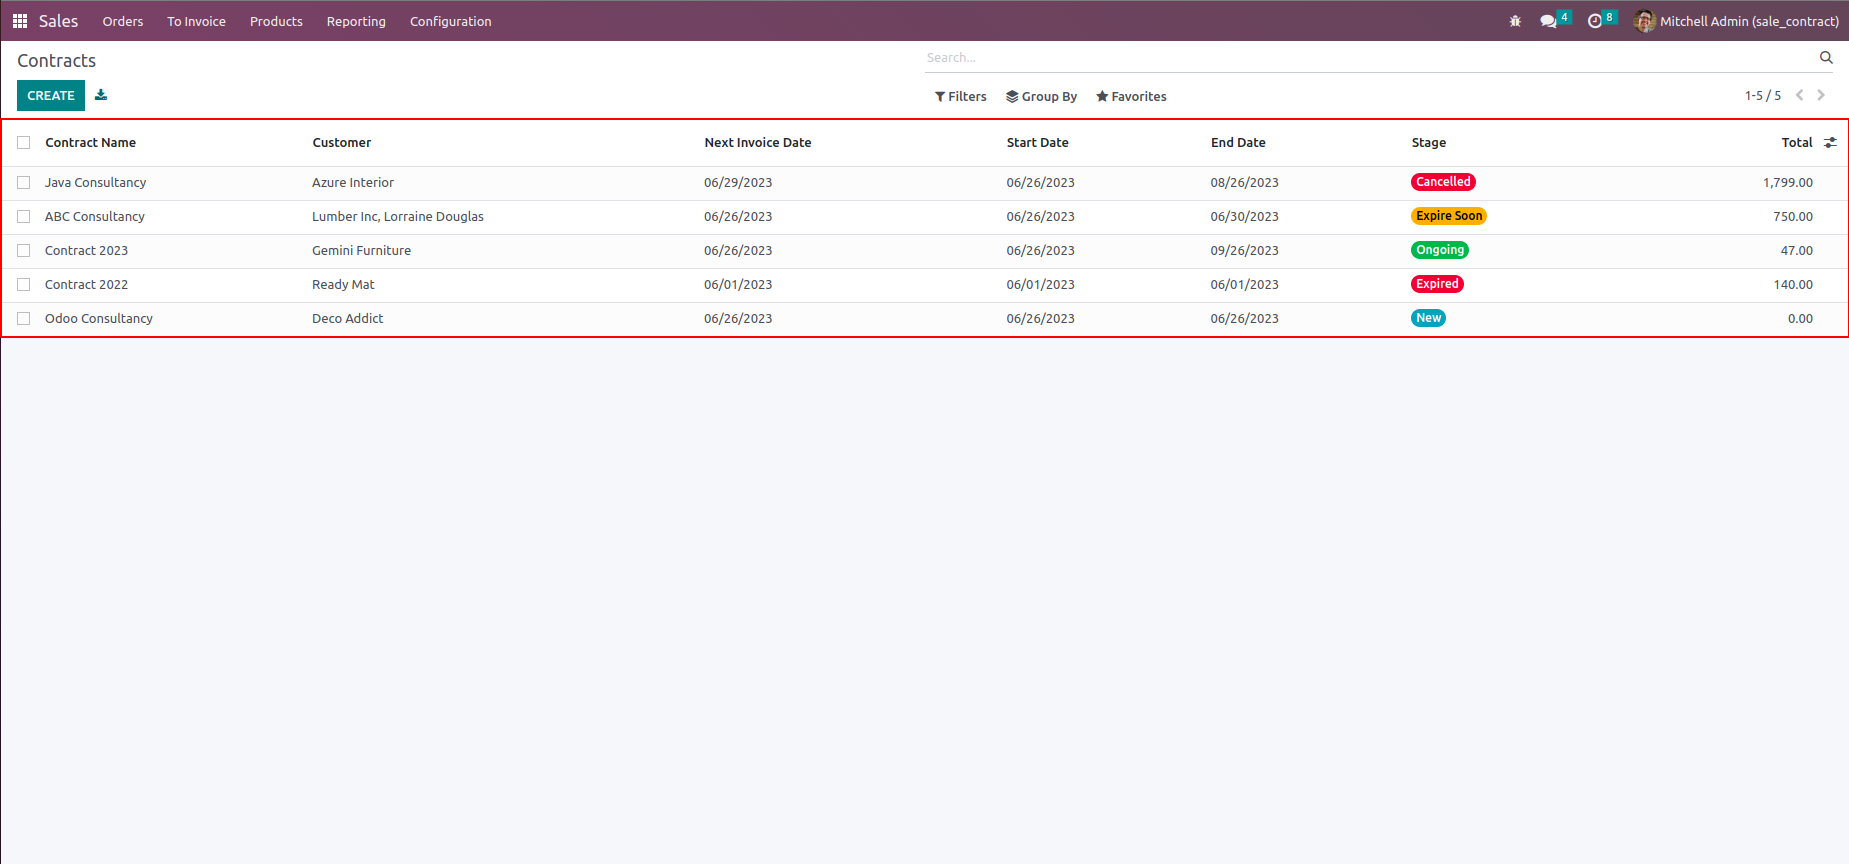 Sales Orders To Invoice Products Reporting Configuration 4 8 Mitchell Admin (sale_contract)
Contracts Search...
CREATE Filters Group By Favorites 1-5 / 5
Contract Name Customer Next Invoice Date Start Date End Date Stage Total
Java Consultancy Azure Interior 06/29/2023 06/26/2023 08/26/2023 Cancelled 1,799.00
ABC Consultancy Lumber Inc, Lorraine Douglas 06/26/2023 06/26/2023 06/30/2023 Expire Soon 750.00
Contract 2023 Gemini Furniture 06/26/2023 06/26/2023 09/26/2023 Ongoing 47.00
Contract 2022 Ready Mat 06/01/2023 06/01/2023 06/01/2023 Expired 140.00
Odoo Consultancy Deco Addict 06/26/2023 06/26/2023 06/26/2023 New 0.00